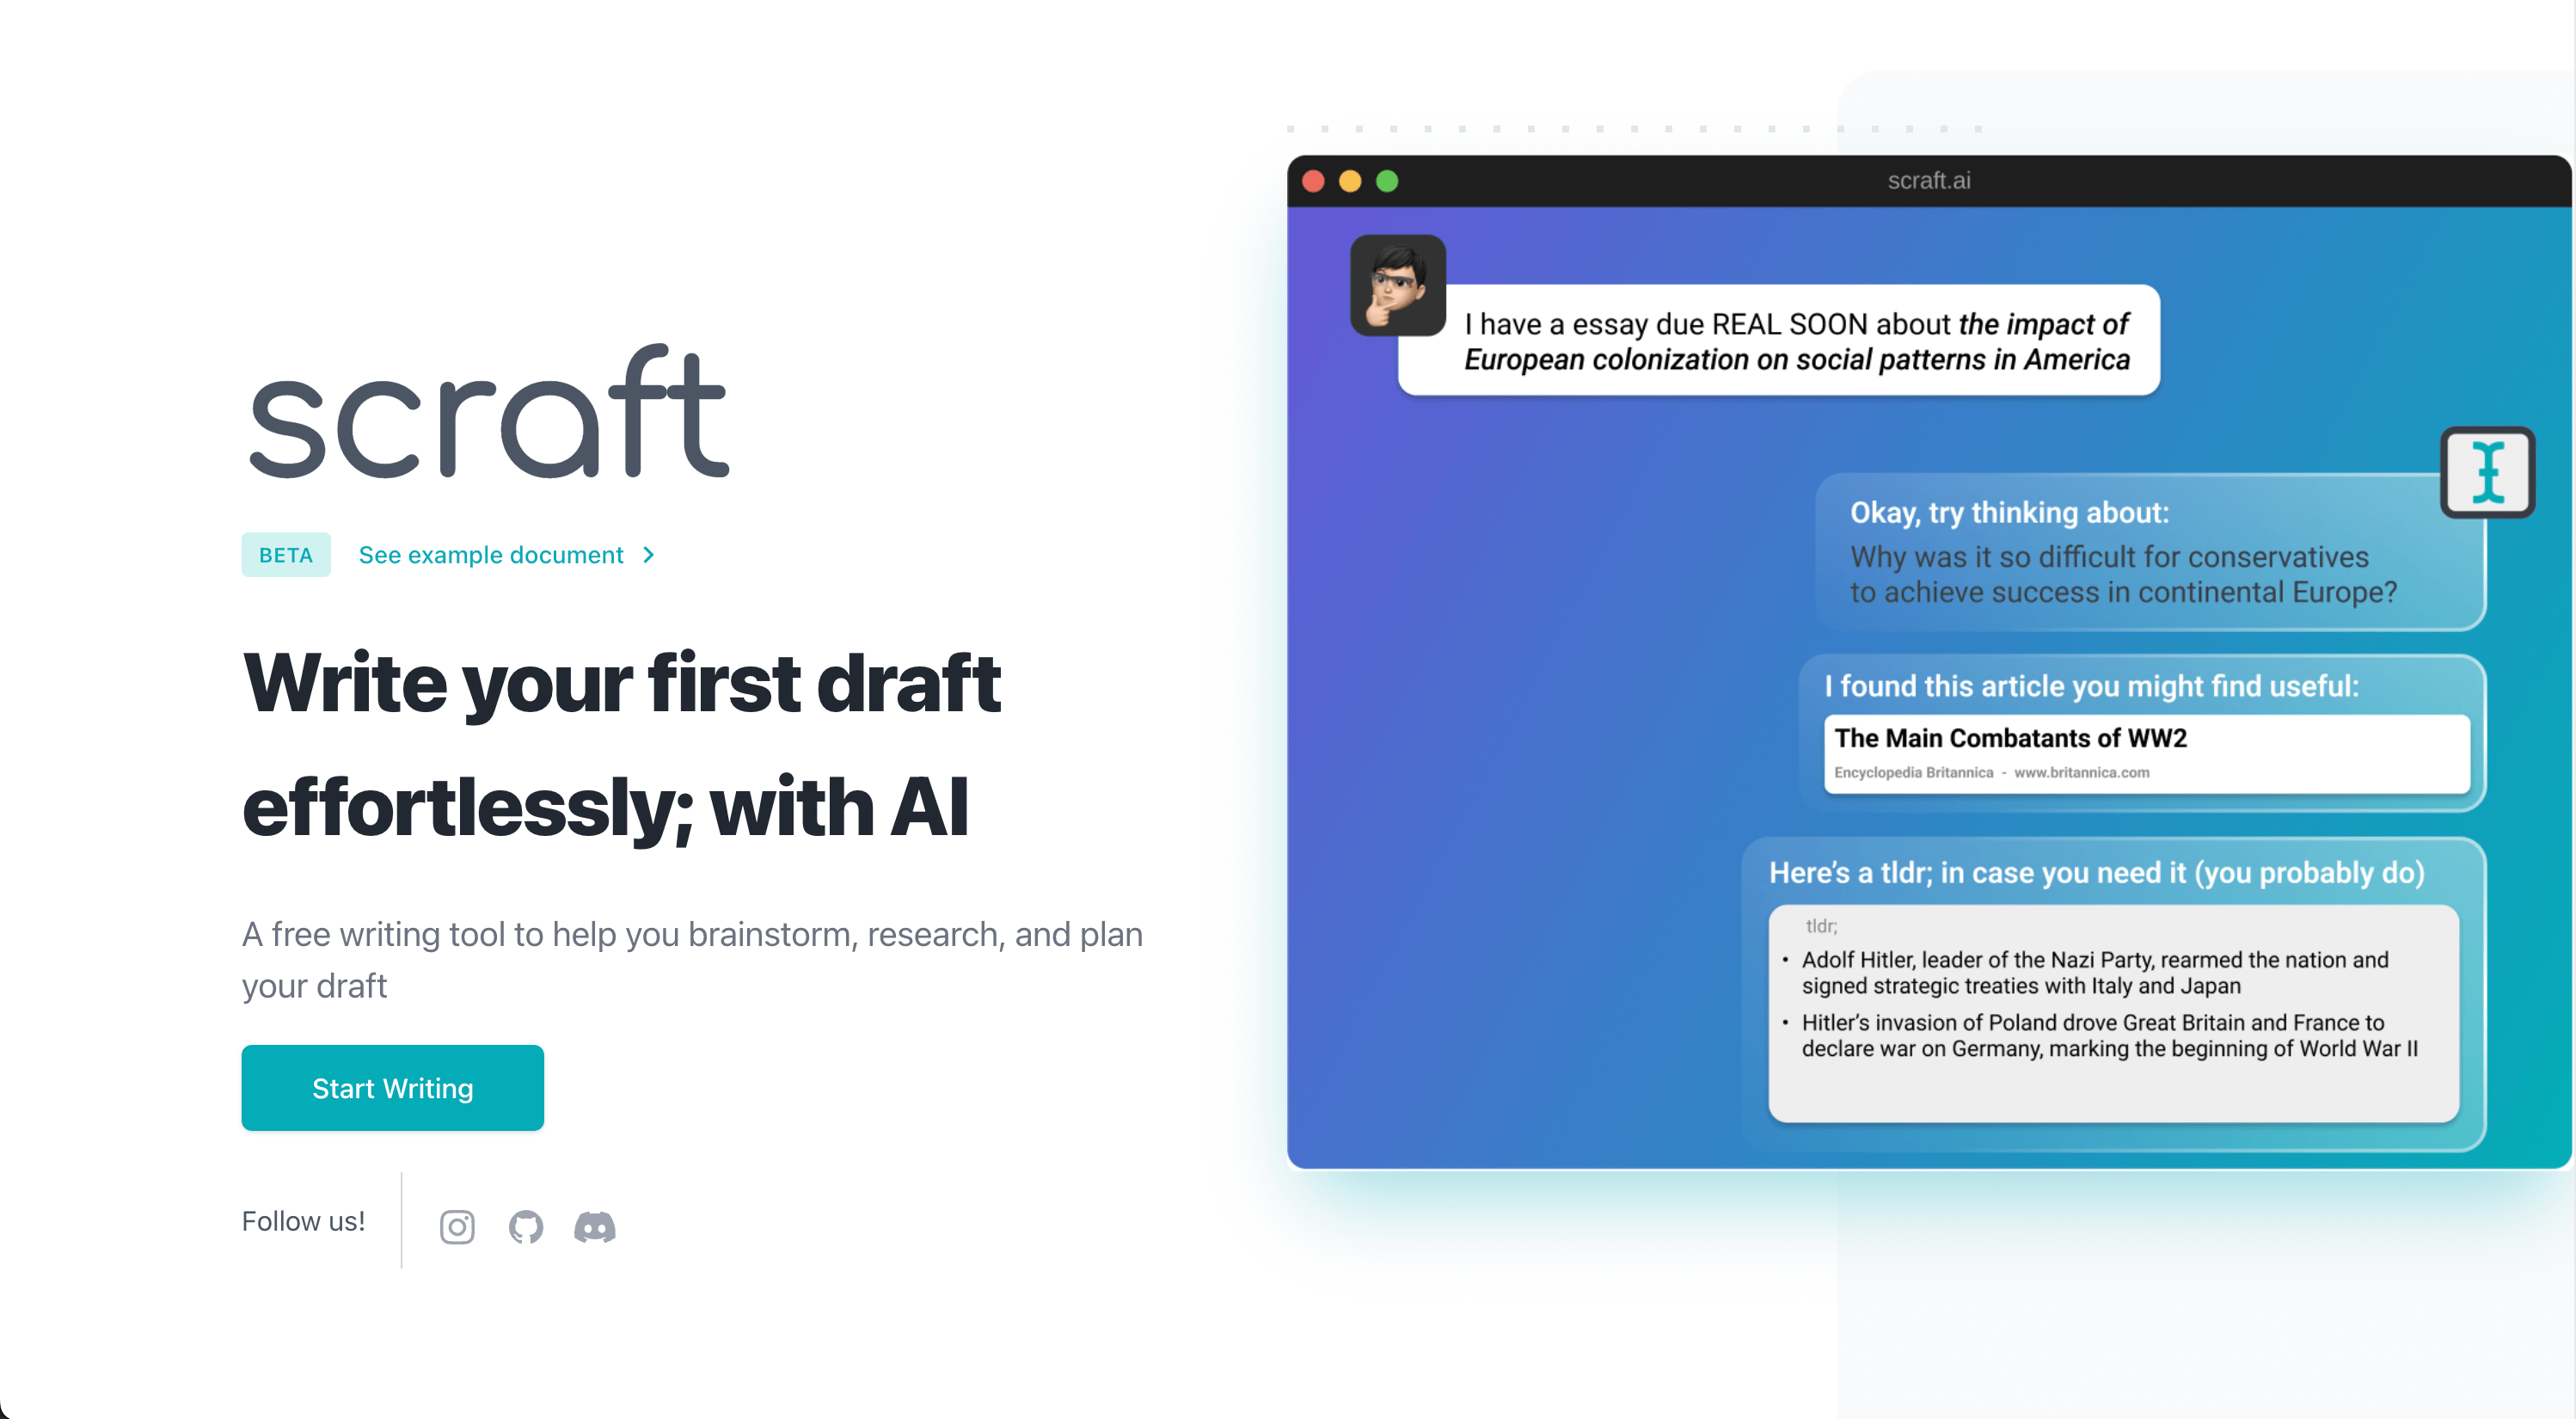 scraft
BETA
See example document
Write your first draft
effortlessly; with AI
A free writing tool to help you brainstorm, research, and plan
your draft
Start Writing
Follow us!
scraft.ai
I have a essay due REAL SOON about the impact of
European colonization on social patterns in America
Okay, try thinking about:
Why was it so difficult for conservatives
to achieve success in continental Europe?
I found this article you might find useful:
The Main Combatants of WW2
Encyclopedia Britannica - www.britannica.com
Here’s a tldr; in case you need it (you probably do)
tldr;
• Adolf Hitler, leader of the Nazi Party, rearmed the nation and
signed strategic treaties with Italy and Japan
• Hitler’s invasion of Poland drove Great Britain and France to
declare war on Germany, marking the beginning of World War II